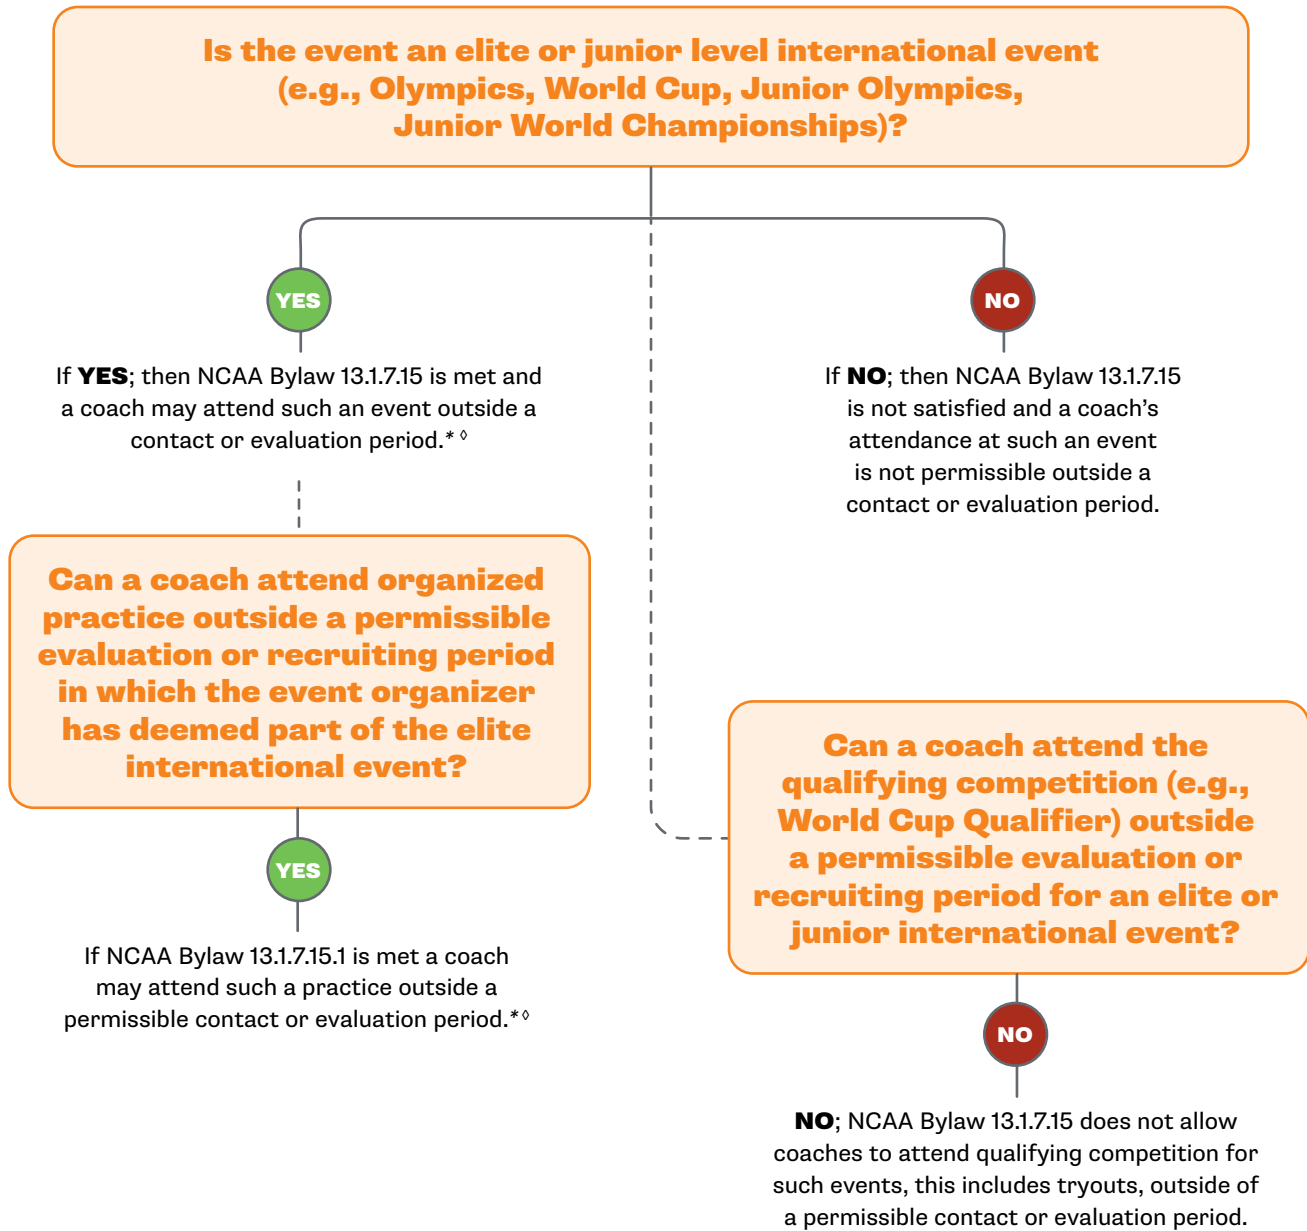 Is the event an elite or junior level international event
(e.g., Olympics, World Cup, Junior Olympics,
Junior World Championships)?
YES
If YES; then NCAA Bylaw 13.1.7.15 is met and
a coach may attend such an event outside a
contact or evaluation period.* ◊
NO
If NO; then NCAA Bylaw 13.1.7.15
is not satisfied and a coach’s
attendance at such an event
is not permissible outside a
contact or evaluation period.
Can a coach attend organized
practice outside a permissible
evaluation or recruiting period
in which the event organizer
has deemed part of the elite
international event?
YES
If NCAA Bylaw 13.1.7.15.1 is met a coach
may attend such a practice outside a
permissible contact or evaluation period.*◊
Can a coach attend the
qualifying competition (e.g.,
World Cup Qualifier) outside
a permissible evaluation or
recruiting period for an elite or
junior international event?
NO
NO; NCAA Bylaw 13.1.7.15 does not allow
coaches to attend qualifying competition for
such events, this includes tryouts, outside of
a permissible contact or evaluation period.